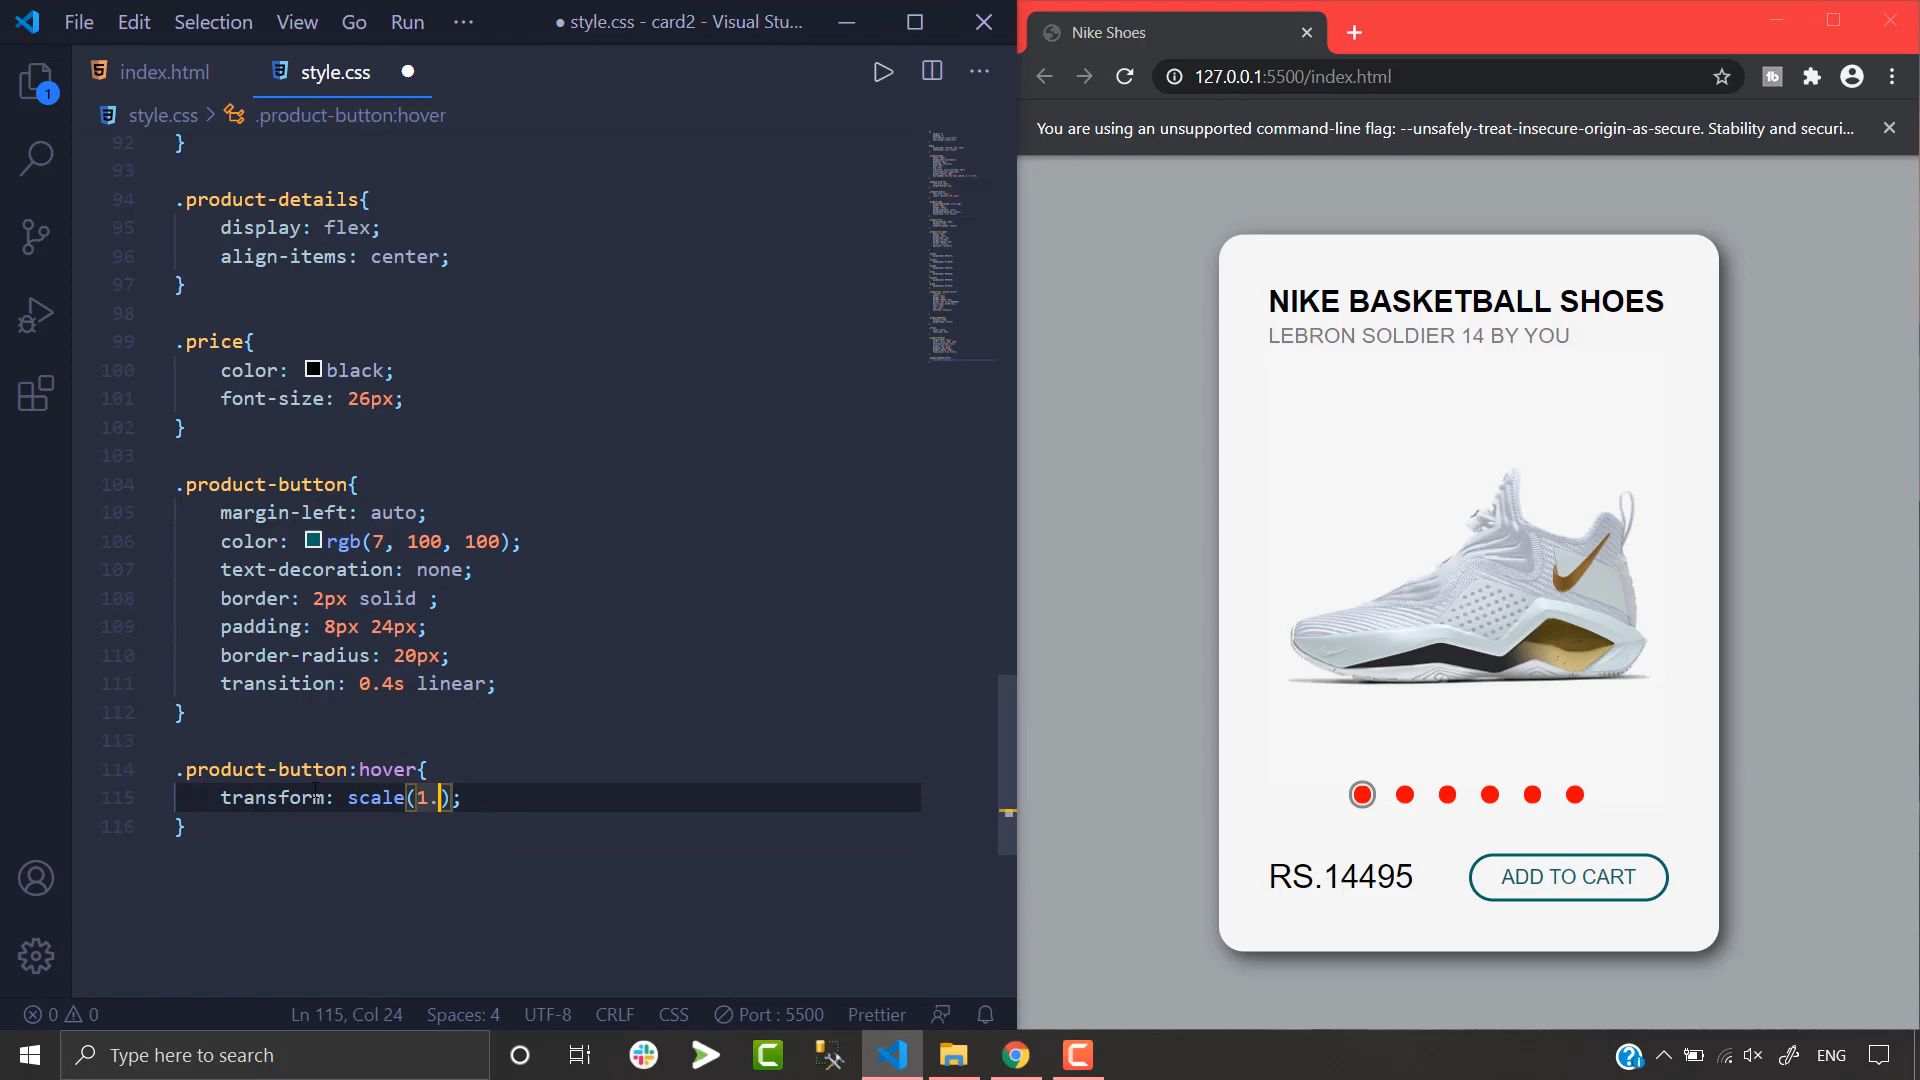 File Edit Selection View Go Run ··· ● style.css - card2 - Visual Stu...
index.html style.css ●
style.css > .product-button:hover
92 }
93
94 .product-details{
95 display: flex;
96 align-items: center;
97 }
98
99 .price{
100 color: black;
101 font-size: 26px;
102 }
103
104 .product-button{
105 margin-left: auto;
106 color: rgb(7, 100, 100);
107 text-decoration: none;
108 border: 2px solid ;
109 padding: 8px 24px;
110 border-radius: 20px;
111 transition: 0.4s linear;
112 }
113
114 .product-button:hover{
115 transform: scale(1.);
116 }
1
0 0 Ln 115, Col 24 Spaces: 4 UTF-8 CRLF CSS Port : 5500 Prettier
Nike Shoes
127.0.0.1:5500/index.html
You are using an unsupported command-line flag: --unsafely-treat-insecure-origin-as-secure. Stability and securi...
NIKE BASKETBALL SHOES
LEBRON SOLDIER 14 BY YOU
RS.14495 ADD TO CART
Type here to search
ENG